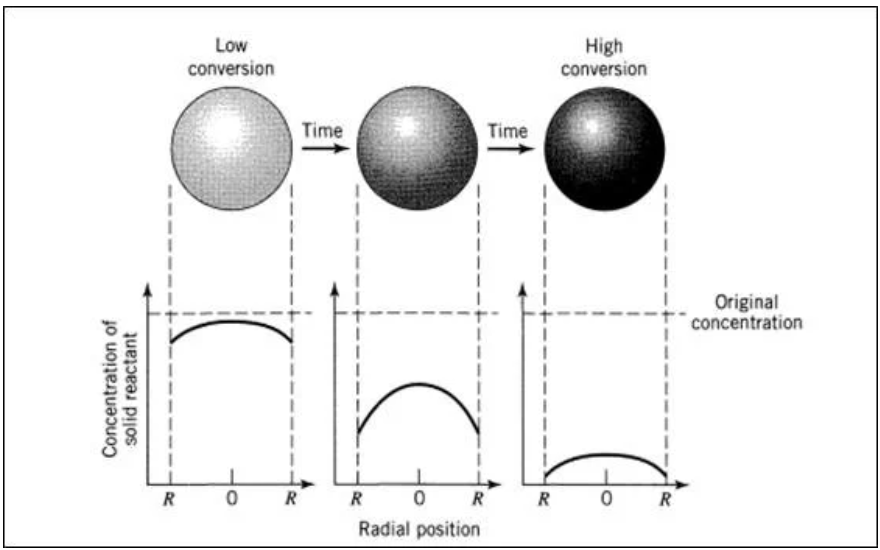 Low
conversion
High
conversion
Time
Time
Original
concentration
Concentration of
solid reactant
R
0
R
R
0
R
R
0
R
Radial position